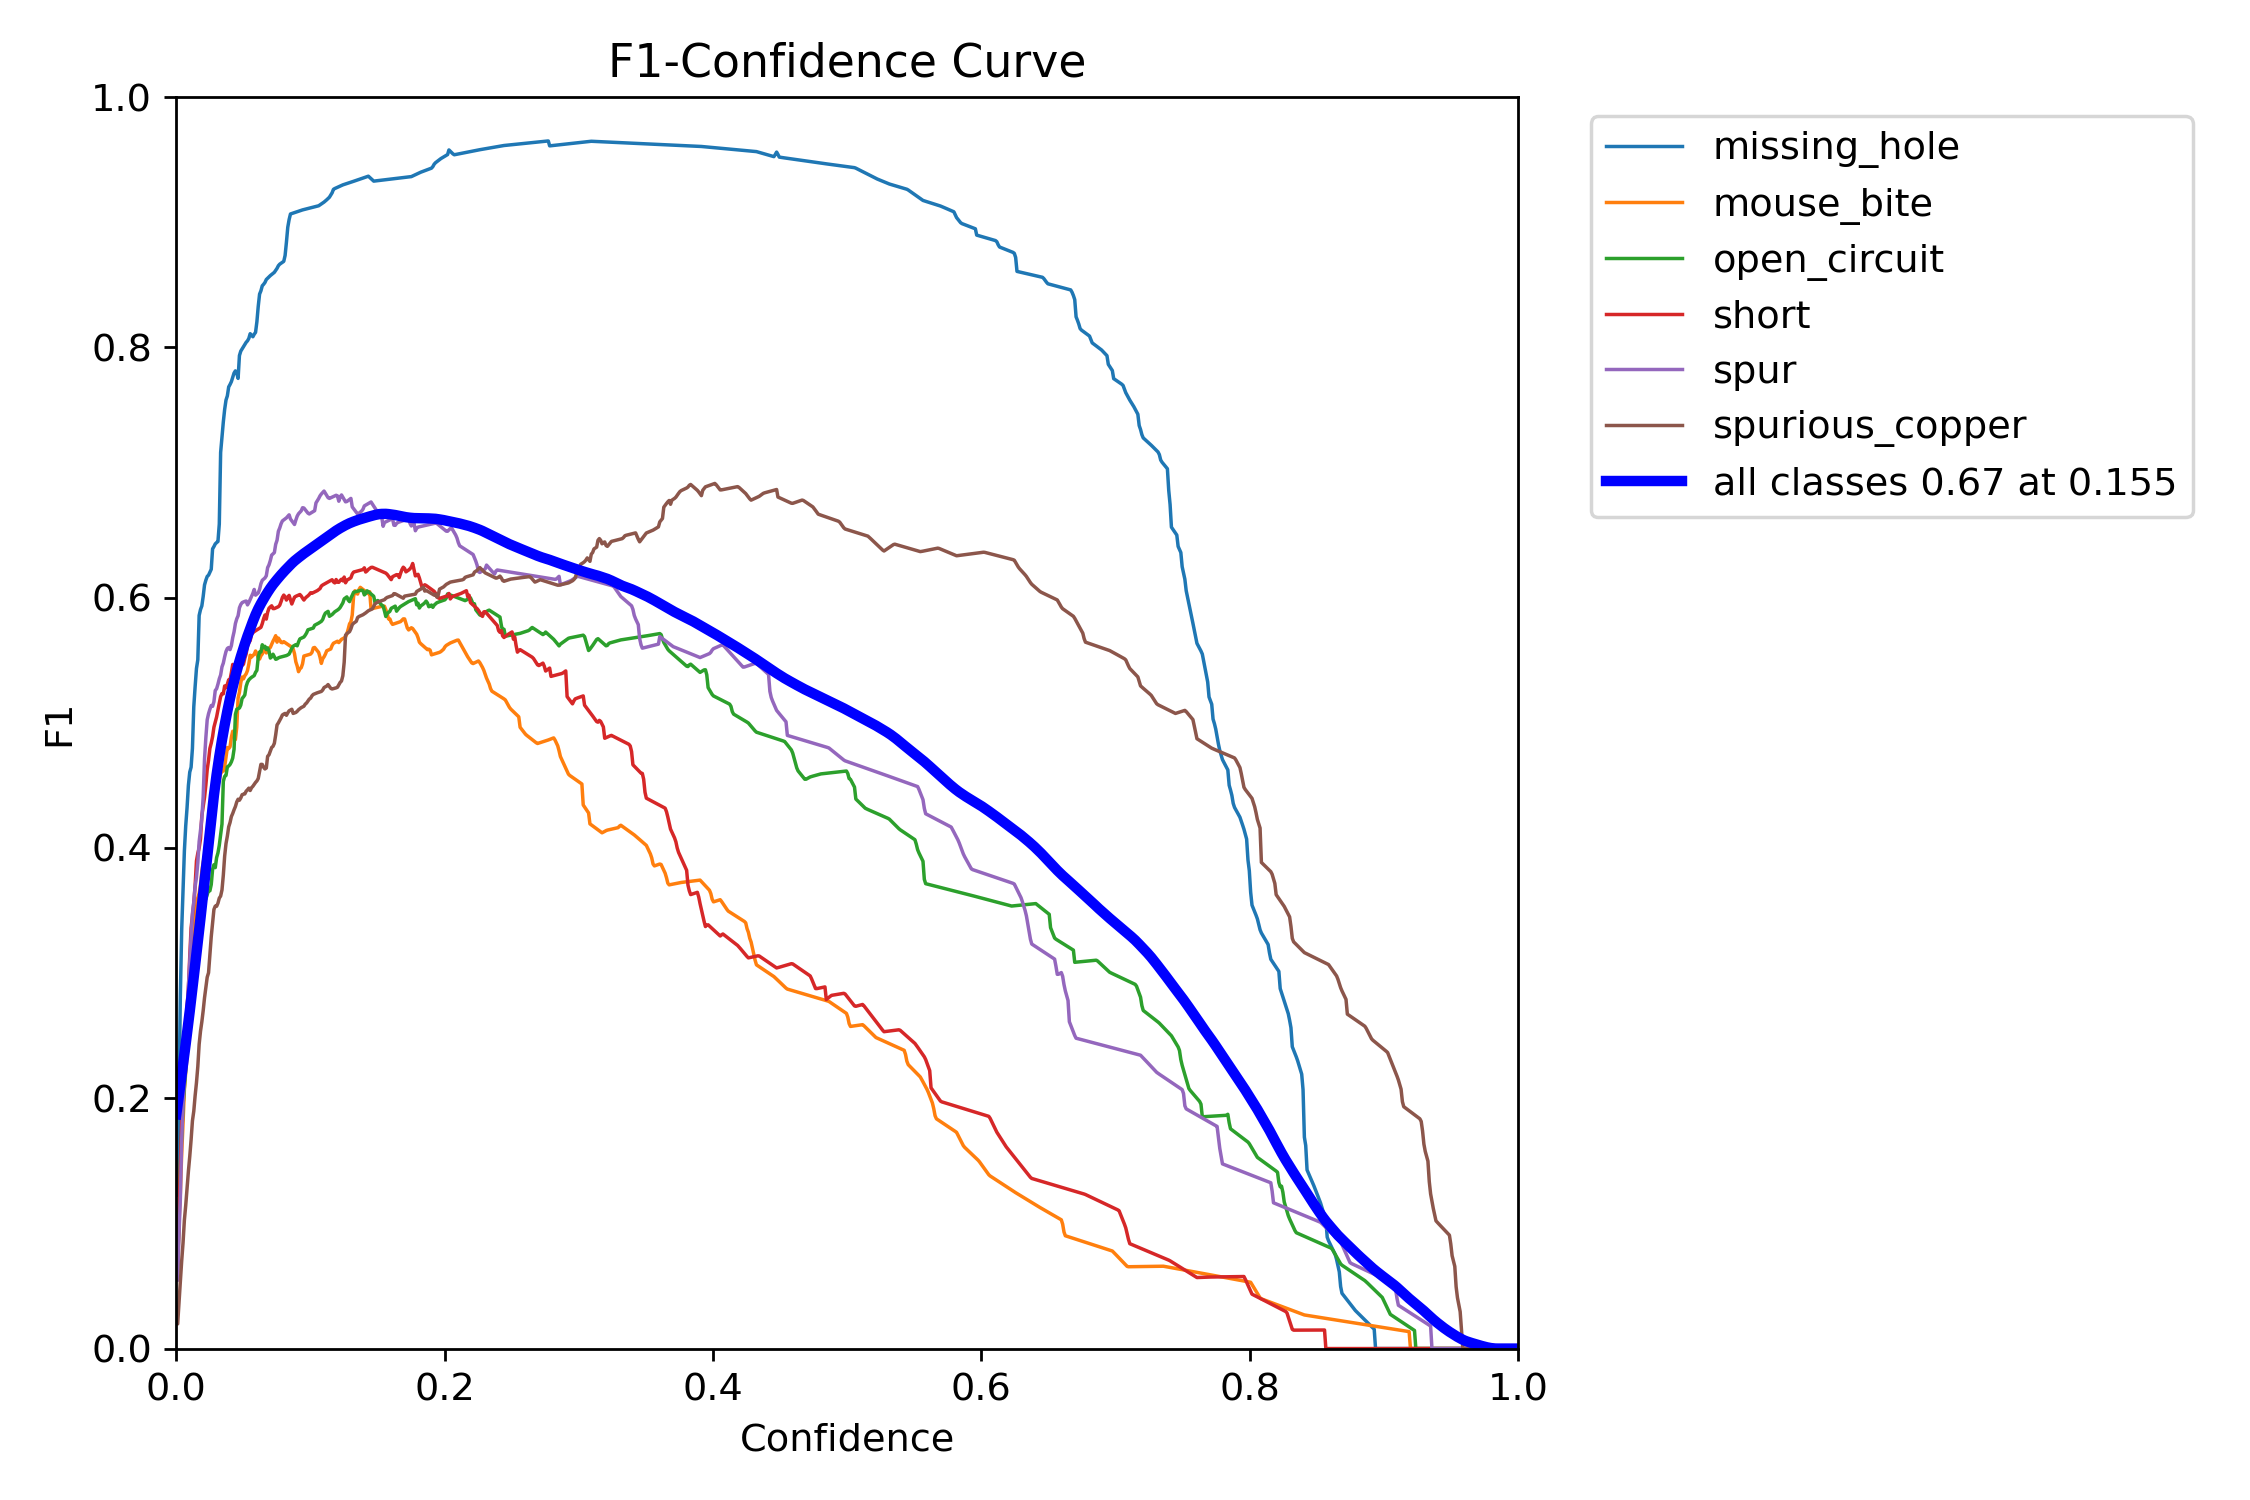 F1-Confidence Curve
1.0
0.8
0.6
0.4
0.2
0.0
F1
0.0 0.2 0.4 0.6 0.8 1.0
Confidence
missing_hole
mouse_bite
open_circuit
short
spur
spurious_copper
all classes 0.67 at 0.155